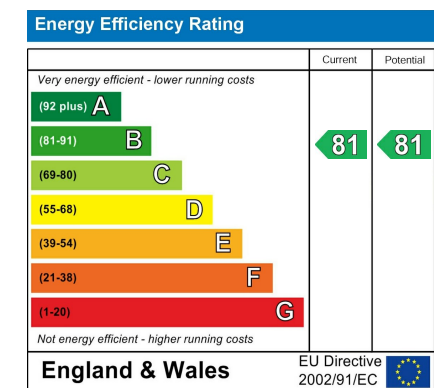 Energy Efficiency Rating
Current Potential
Very energy efficient - lower running costs
(92 plus) A
(81-91) B 81 81
(69-80) C
(55-68) D
(39-54) E
(21-38) F
(1-20) G
Not energy efficient - higher running costs
England & Wales
EU Directive
2002/91/EC